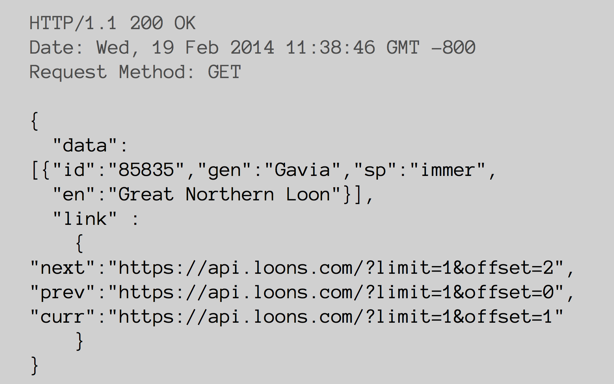 HTTP/1.1 200 OK
Date: Wed, 19 Feb 2014 11:38:46 GMT -800
Request Method: GET
{
"data":
[{"id":"85835","gen":"Gavia","sp":"immer",
"en":"Great Northern Loon"}],
"link" :
{
"next":"https://api.loons.com/?limit=1&offset=2",
"prev":"https://api.loons.com/?limit=1&offset=0",
"curr":"https://api.loons.com/?limit=1&offset=1"
}
}